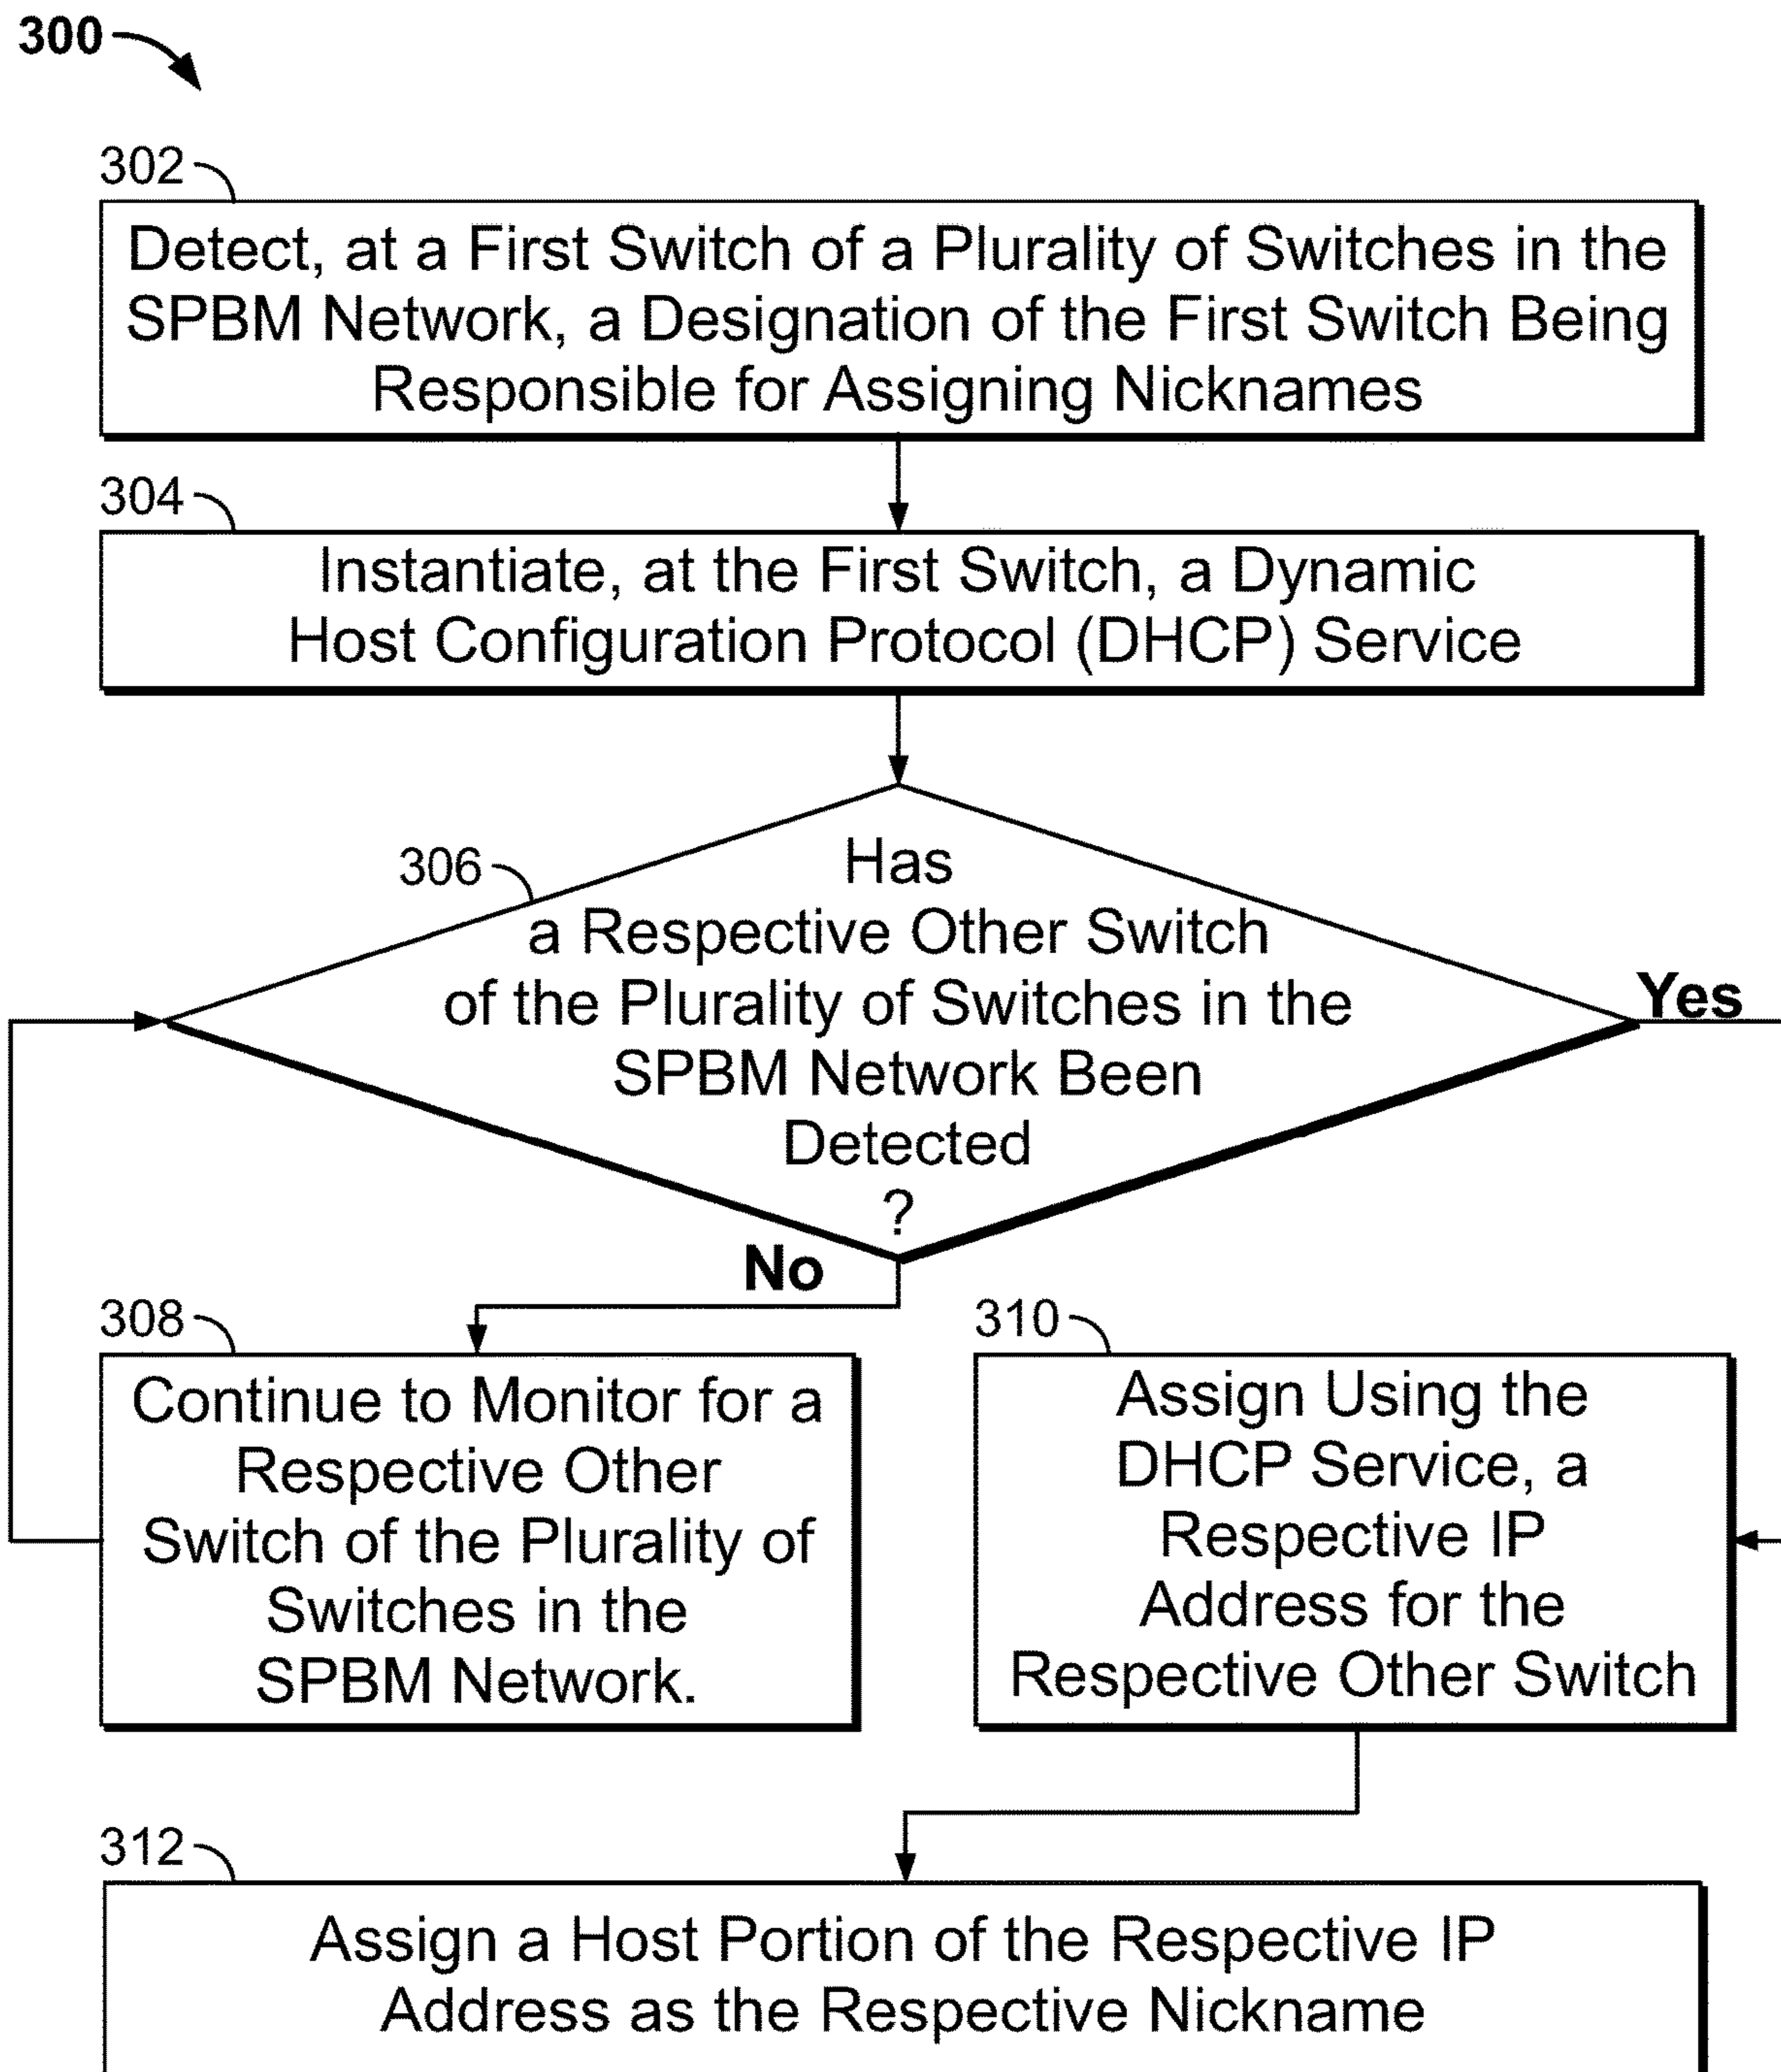 300
302
Detect, at a First Switch of a Plurality of Switches in the
SPBM Network, a Designation of the First Switch Being
Responsible for Assigning Nicknames
304
Instantiate, at the First Switch, a Dynamic
Host Configuration Protocol (DHCP) Service
306
Has
a Respective Other Switch
of the Plurality of Switches in the
SPBM Network Been
Detected
?
Yes
No
308
Continue to Monitor for a
Respective Other
Switch of the Plurality of
Switches in the
SPBM Network.
310
Assign Using the
DHCP Service, a
Respective IP
Address for the
Respective Other Switch
312
Assign a Host Portion of the Respective IP
Address as the Respective Nickname